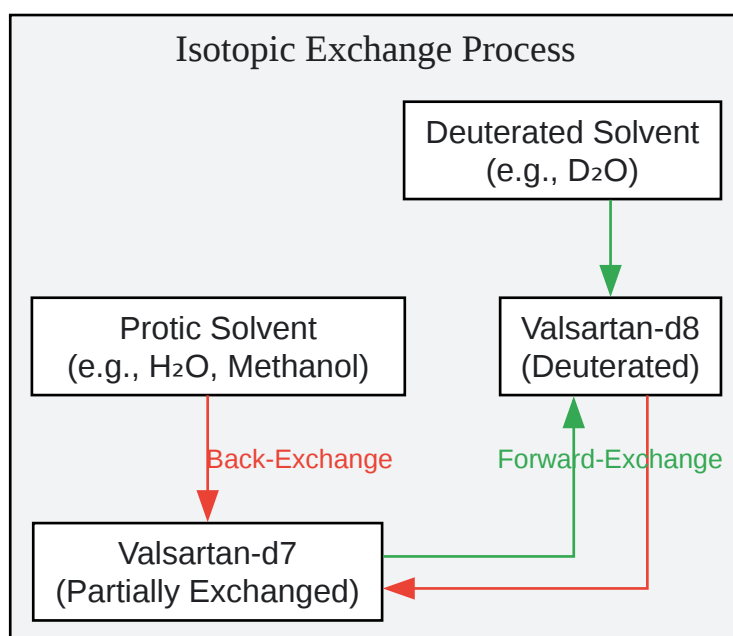 Isotopic Exchange Process
Deuterated Solvent
(e.g., D₂O)
Protic Solvent
(e.g., H₂O, Methanol)
Valsartan-d8
(Deuterated)
Back-Exchange
Forward-Exchange
Valsartan-d7
(Partially Exchanged)